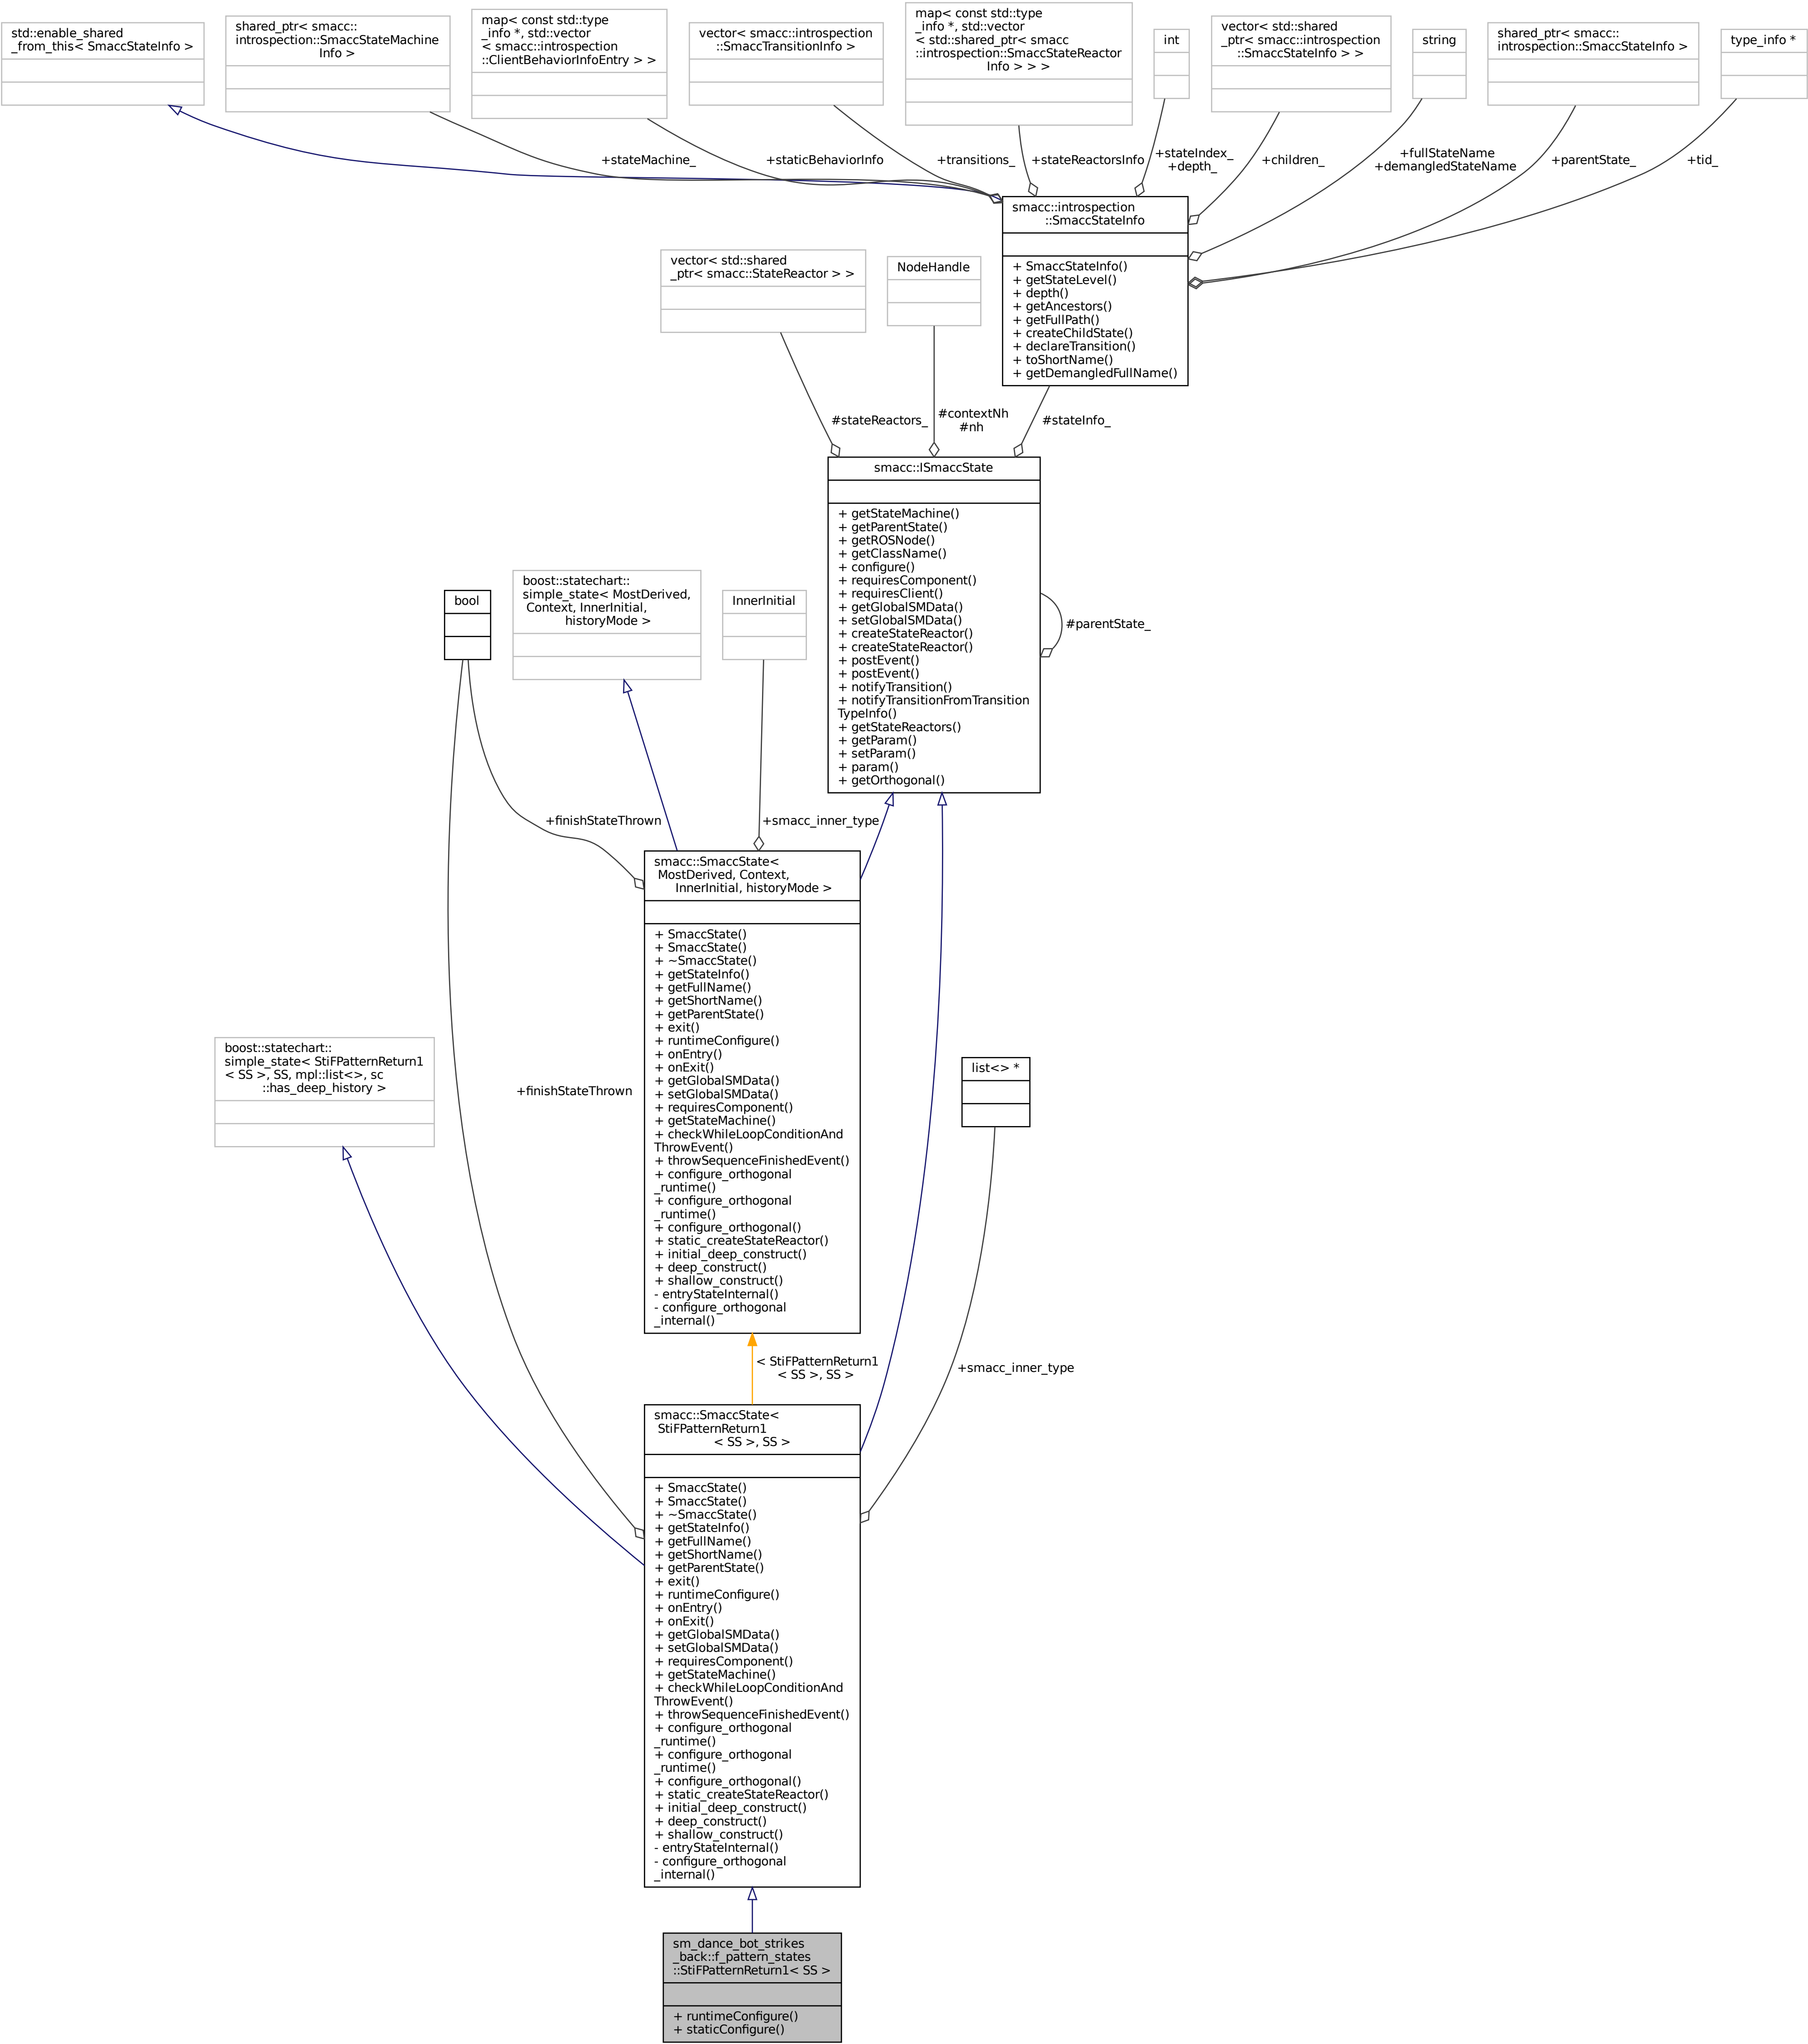 std::enable_shared
_from_this< SmaccStateInfo >
shared_ptr< smacc::
introspection::SmaccStateMachine
Info >
map< const std::type
_info *, std::vector
< smacc::introspection
::ClientBehaviorInfoEntry > >
vector< smacc::introspection
::SmaccTransitionInfo >
map< const std::type
_info *, std::vector
< std::shared_ptr< smacc
::introspection::SmaccStateReactor
Info > > >
int
vector< std::shared
_ptr< smacc::introspection
::SmaccStateInfo > >
string
shared_ptr< smacc::
introspection::SmaccStateInfo >
type_info *
+stateMachine_
+staticBehaviorInfo
+transitions_
+stateReactorsInfo
+stateIndex_
+depth_
+children_
+fullStateName
+demangledStateName
+parentState_
+tid_
smacc::introspection
::SmaccStateInfo
+ SmaccStateInfo()
+ getStateLevel()
+ depth()
+ getAncestors()
+ getFullPath()
+ createChildState()
+ declareTransition()
+ toShortName()
+ getDemangledFullName()
vector< std::shared
_ptr< smacc::StateReactor > >
NodeHandle
#stateReactors_
#contextNh
#nh
#stateInfo_
smacc::ISmaccState
+ getStateMachine()
+ getParentState()
+ getROSNode()
+ getClassName()
+ configure()
+ requiresComponent()
+ requiresClient()
+ getGlobalSMData()
+ setGlobalSMData()
+ createStateReactor()
+ createStateReactor()
+ postEvent()
+ postEvent()
+ notifyTransition()
+ notifyTransitionFromTransition
TypeInfo()
+ getStateReactors()
+ getParam()
+ setParam()
+ param()
+ getOrthogonal()
#parentState_
bool
boost::statechart::
simple_state< MostDerived,
Context, InnerInitial,
historyMode >
InnerInitial
+finishStateThrown
+smacc_inner_type
smacc::SmaccState<
MostDerived, Context,
InnerInitial, historyMode >
+ SmaccState()
+ SmaccState()
+ ~SmaccState()
+ getStateInfo()
+ getFullName()
+ getShortName()
+ getParentState()
+ exit()
+ runtimeConfigure()
+ onEntry()
+ onExit()
+ getGlobalSMData()
+ setGlobalSMData()
+ requiresComponent()
+ getStateMachine()
+ checkWhileLoopConditionAnd
ThrowEvent()
+ throwSequenceFinishedEvent()
+ configure_orthogonal
_runtime()
+ configure_orthogonal
_runtime()
+ configure_orthogonal()
+ static_createStateReactor()
+ initial_deep_construct()
+ deep_construct()
+ shallow_construct()
- entryStateInternal()
- configure_orthogonal
_internal()
boost::statechart::
simple_state< StiFPatternReturn1
< SS >, SS, mpl::list<>, sc
::has_deep_history >
+finishStateThrown
list<> *
< StiFPatternReturn1
< SS >, SS >
+smacc_inner_type
smacc::SmaccState<
StiFPatternReturn1
< SS >, SS >
+ SmaccState()
+ SmaccState()
+ ~SmaccState()
+ getStateInfo()
+ getFullName()
+ getShortName()
+ getParentState()
+ exit()
+ runtimeConfigure()
+ onEntry()
+ onExit()
+ getGlobalSMData()
+ setGlobalSMData()
+ requiresComponent()
+ getStateMachine()
+ checkWhileLoopConditionAnd
ThrowEvent()
+ throwSequenceFinishedEvent()
+ configure_orthogonal
_runtime()
+ configure_orthogonal
_runtime()
+ configure_orthogonal()
+ static_createStateReactor()
+ initial_deep_construct()
+ deep_construct()
+ shallow_construct()
- entryStateInternal()
- configure_orthogonal
_internal()
sm_dance_bot_strikes
_back::f_pattern_states
::StiFPatternReturn1< SS >
+ runtimeConfigure()
+ staticConfigure()